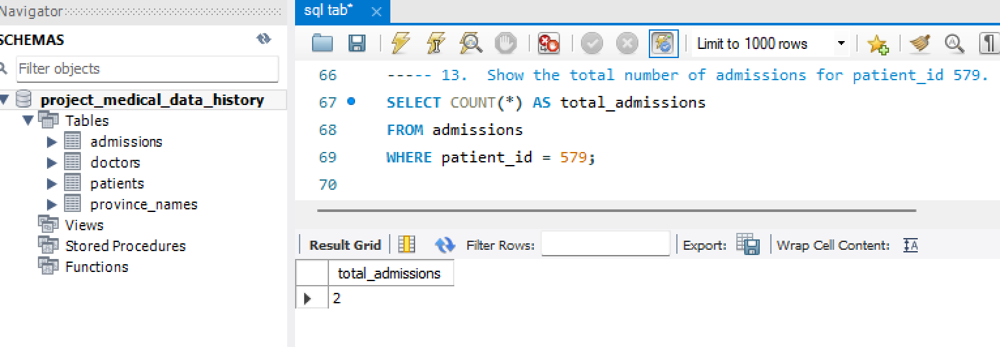 Navigator
SCHEMAS
Filter objects
project_medical_data_history
Tables
admissions
doctors
patients
province_names
Views
Stored Procedures
Functions
sql tab*
Limit to 1000 rows
66 ----- 13. Show the total number of admissions for patient_id 579.
67 SELECT COUNT(*) AS total_admissions
68 FROM admissions
69 WHERE patient_id = 579;
70
Result Grid Filter Rows: Export: Wrap Cell Content:
total_admissions
2